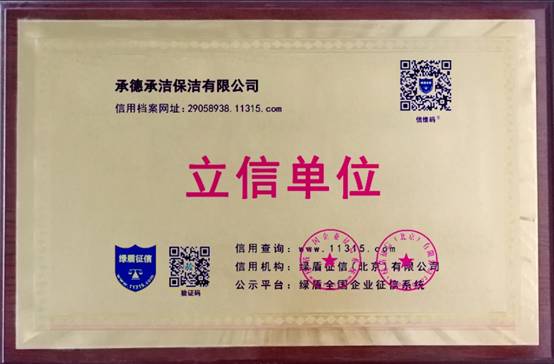 承德承洁保洁有限公司
信用档案网址:29058938.11315.com
信维码
立信单位
绿盾征信
11315.com
验证码
信用查询:www.11315.com
信用机构:绿盾征信(北京)有限公司
公示平台:绿盾全国企业征信系统